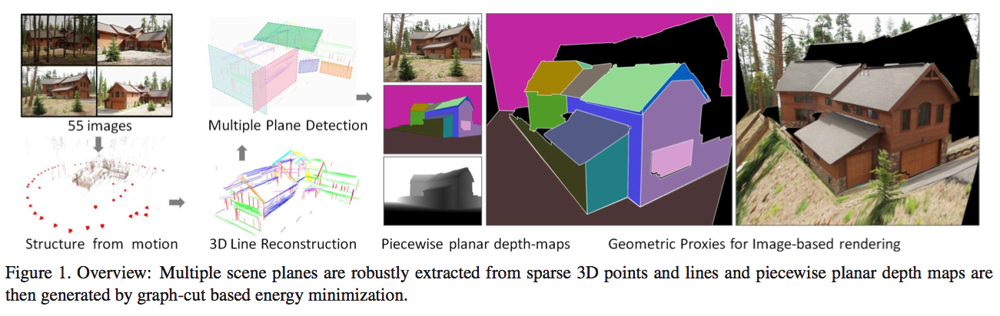 55 images
Structure from motion
Multiple Plane Detection
3D Line Reconstruction
Piecewise planar depth-maps
Geometric Proxies for Image-based rendering
Figure 1. Overview: Multiple scene planes are robustly extracted from sparse 3D points and lines and piecewise planar depth maps are
then generated by graph-cut based energy minimization.